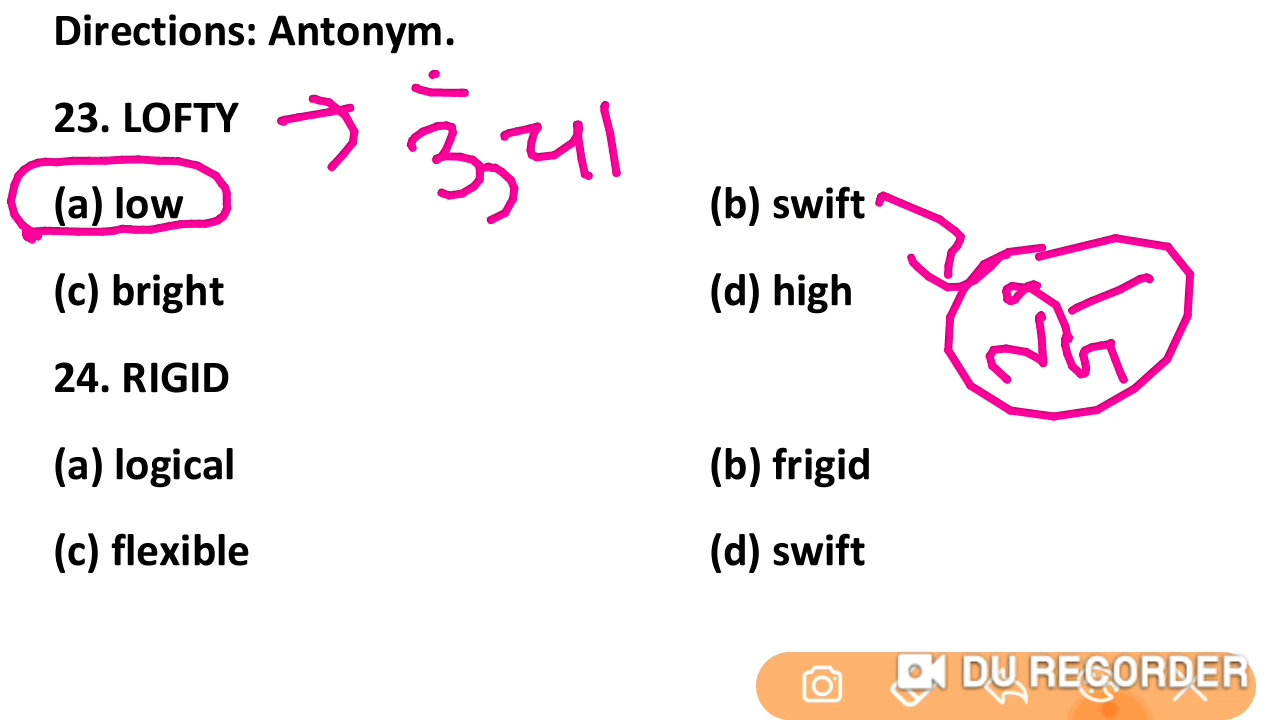 Directions: Antonym.
23. LOFTY → ऊँचा
(a) low (b) swift
(c) bright (d) high
24. RIGID
(a) logical (b) frigid
(c) flexible (d) swift
DU RECORDER